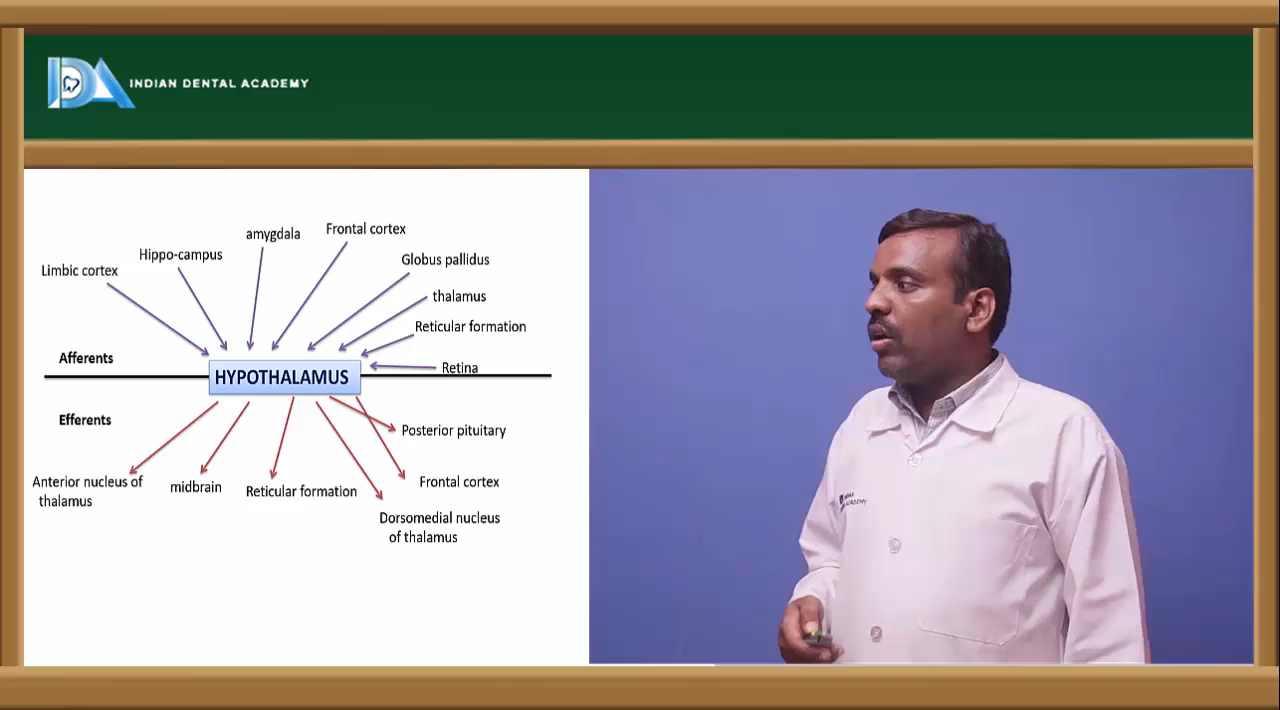 INDIAN DENTAL ACADEMY
Frontal cortex
amygdala
Hippo-campus
Globus pallidus
Limbic cortex
thalamus
Reticular formation
Afferents
Retina
HYPOTHALAMUS
Efferents
Posterior pituitary
Anterior nucleus of
thalamus
midbrain
Reticular formation
Frontal cortex
Dorsomedial nucleus
of thalamus
ACADEMY